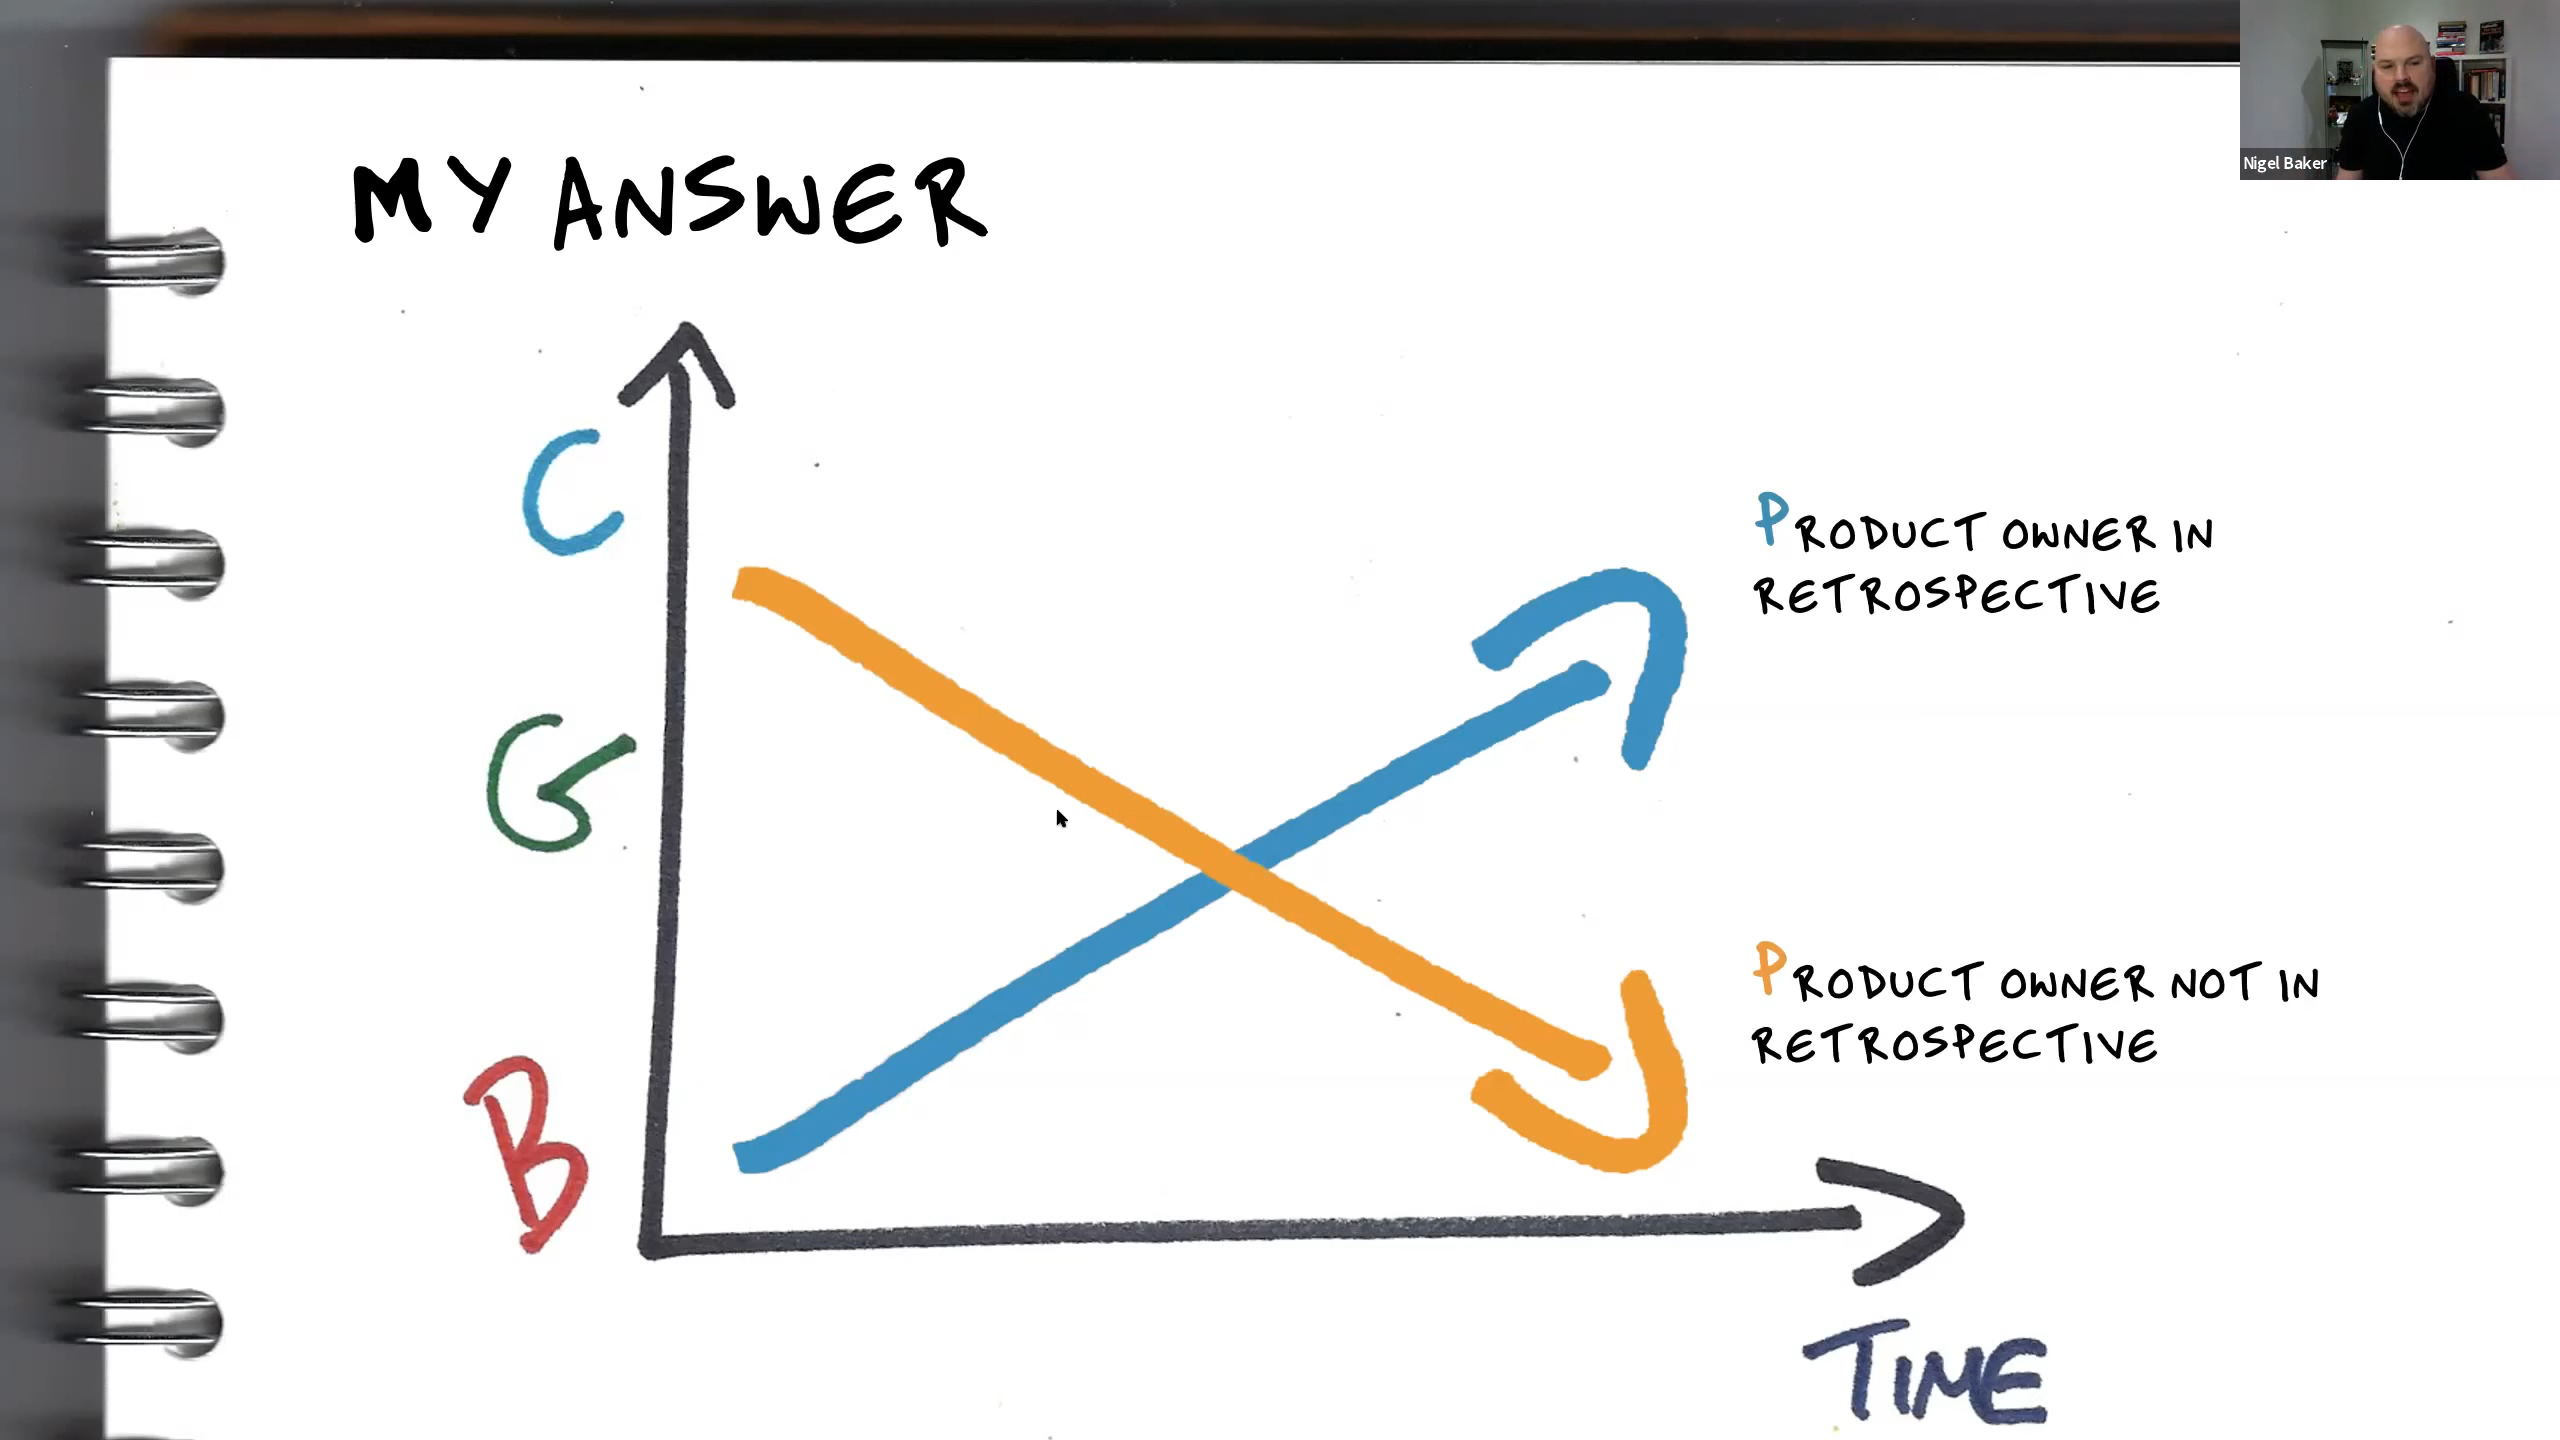 MY ANSWER
Nigel Baker
C
PRODUCT OWNER IN
RETROSPECTIVE
G
PRODUCT OWNER NOT IN
RETROSPECTIVE
B
TIME